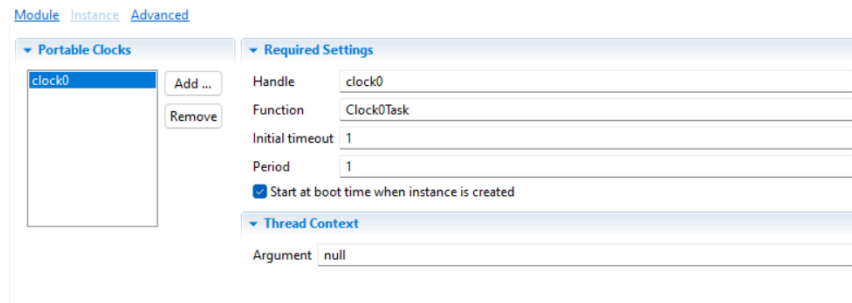 Module Instance Advanced
Portable Clocks
clock0
Add ...
Remove
Required Settings
Handle clock0
Function Clock0Task
Initial timeout 1
Period 1
Start at boot time when instance is created
Thread Context
Argument null